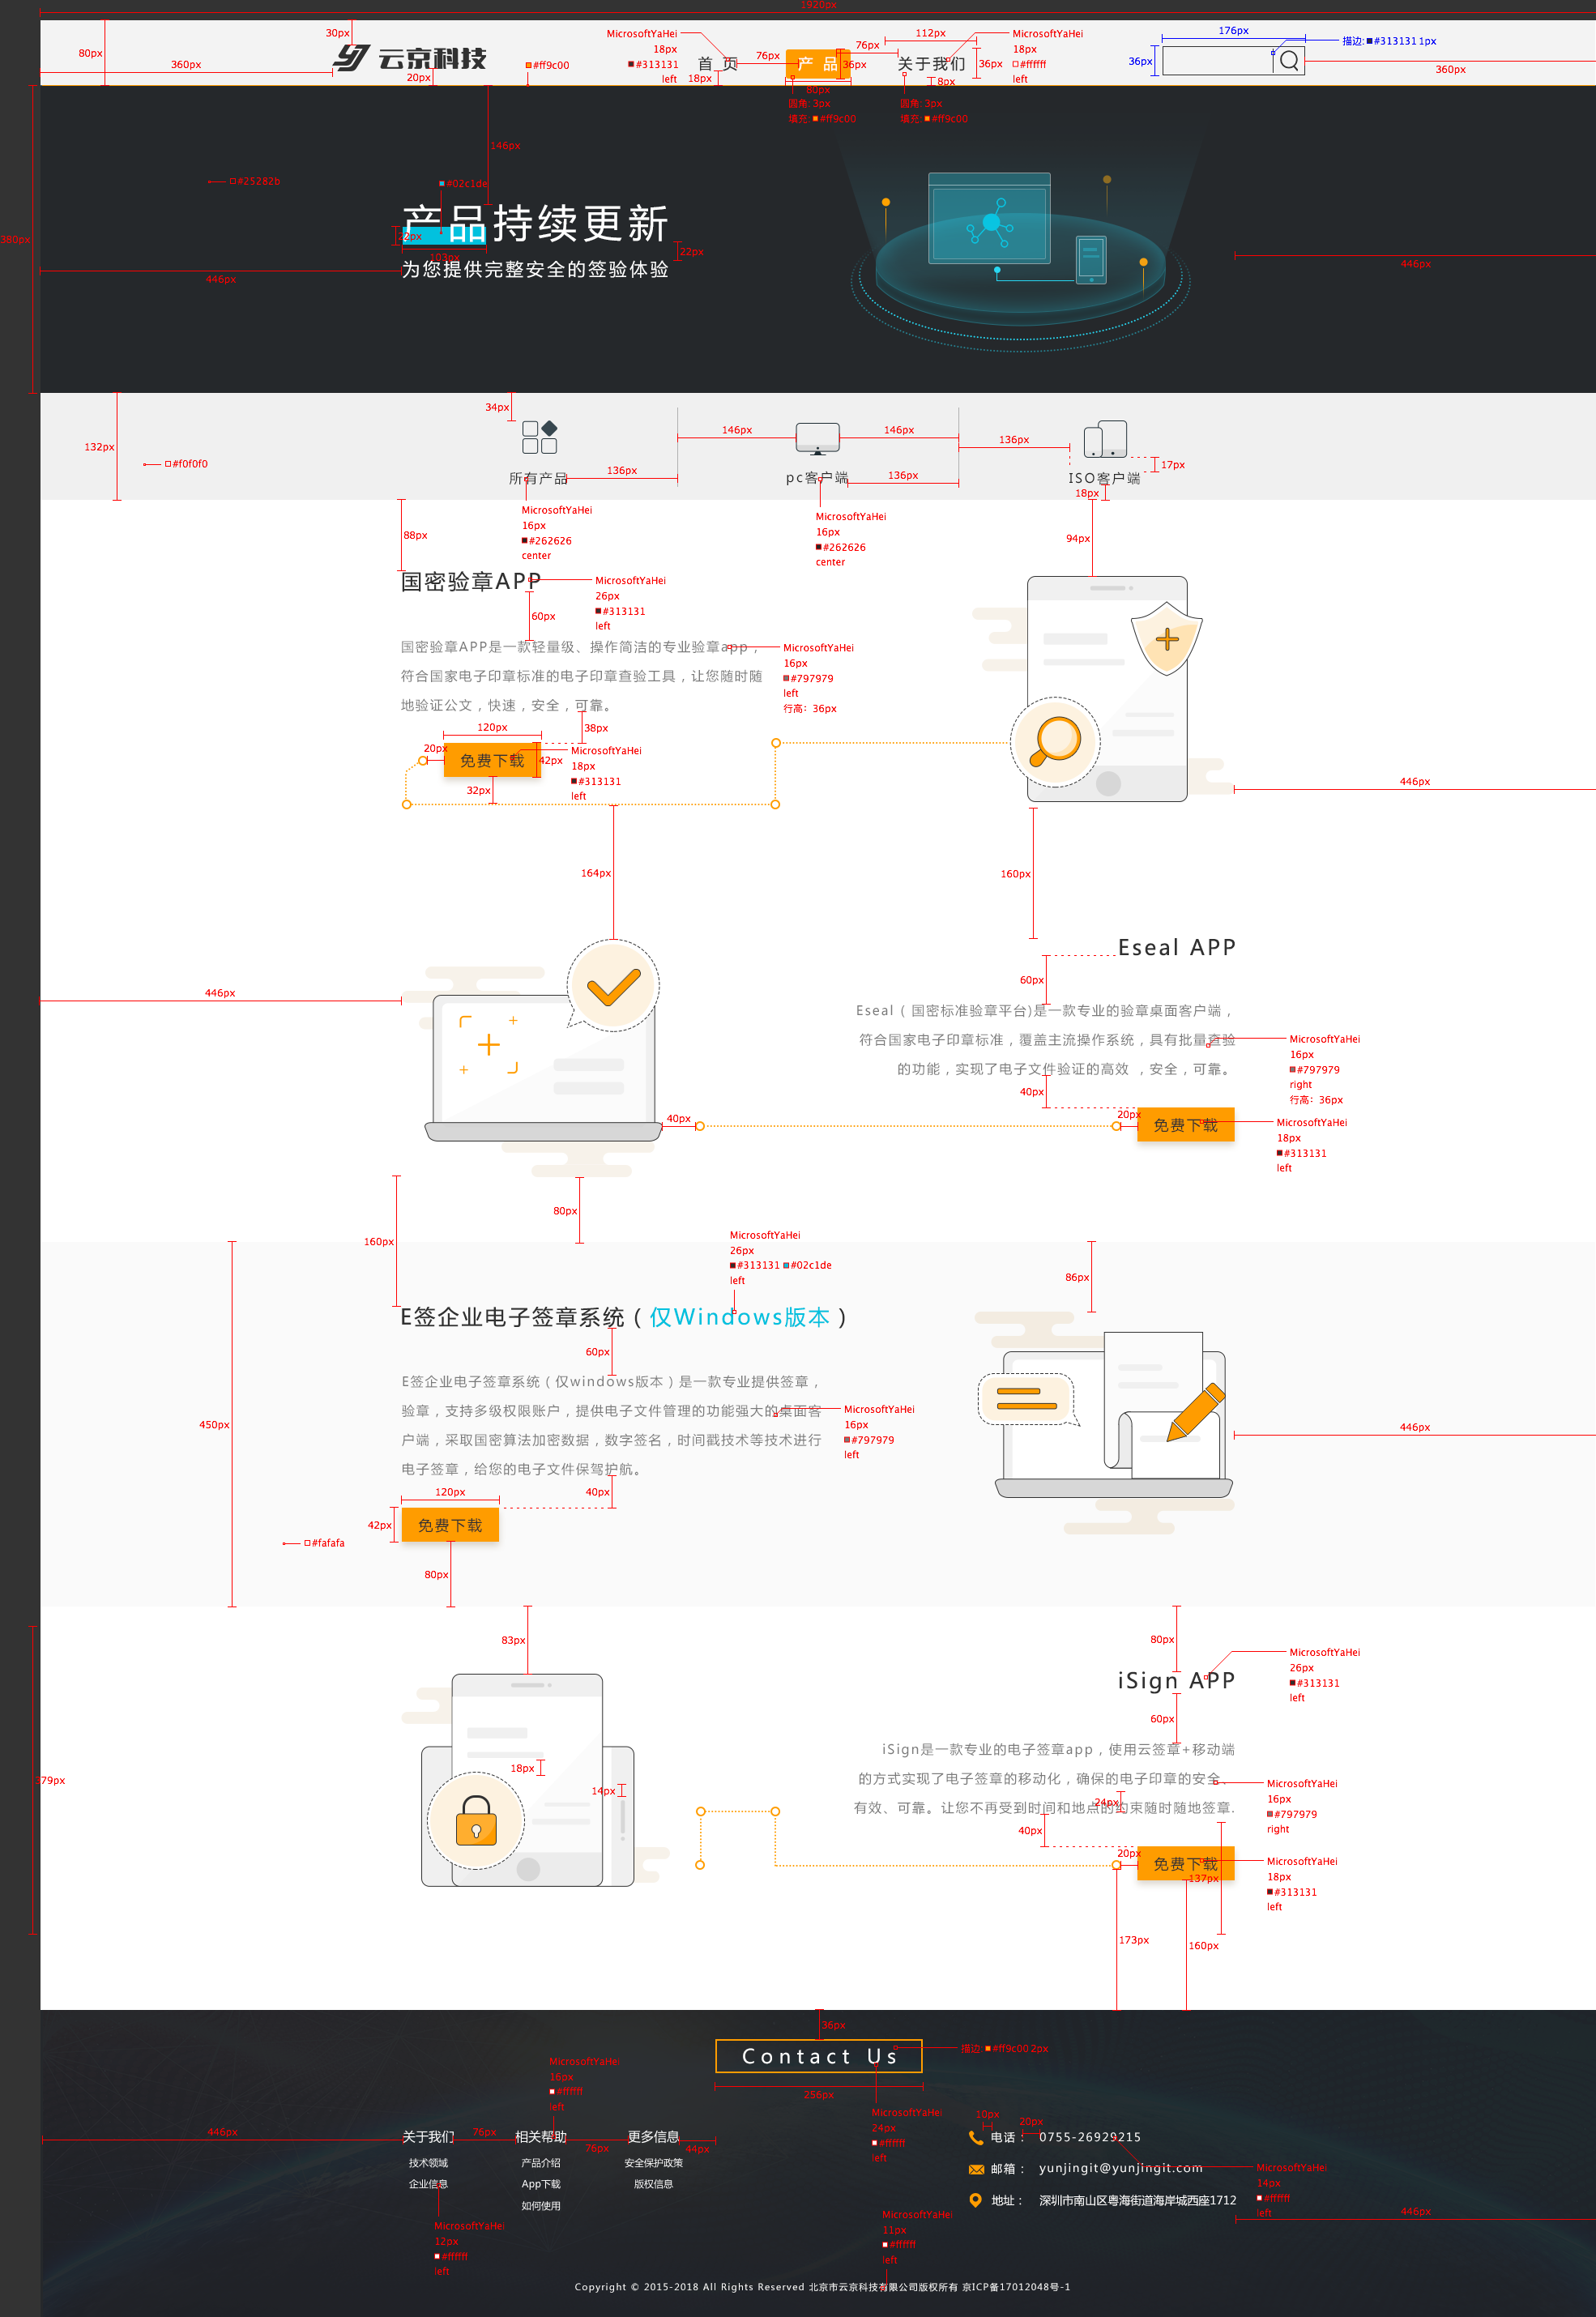 1920px
30px
80px
360px
云京科技
20px
#ff9c00
MicrosoftYaHei
18px
#313131
left
首 页
18px
76px
产 品
36px
80px
圆角: 3px
填充: #ff9c00
76px
112px
关于我们
36px
8px
圆角: 3px
填充: #ff9c00
MicrosoftYaHei
18px
#ffffff
left
176px
36px
描边: #313131 1px
360px
146px
#25282b
#02c1de
380px
产品持续更新
22px
103px
22px
为您提供完整安全的签验体验
446px
446px
34px
132px
#f0f0f0
146px
146px
136px
所有产品
136px
pc客户端
136px
ISO客户端
17px
18px
MicrosoftYaHei
16px
#262626
center
MicrosoftYaHei
16px
#262626
center
88px
94px
国密验章APP
MicrosoftYaHei
26px
#313131
left
60px
国密验章APP是一款轻量级、操作简洁的专业验章app，
符合国家电子印章标准的电子印章查验工具，让您随时随
地验证公文，快速，安全，可靠。
MicrosoftYaHei
16px
#797979
left
行高: 36px
120px
38px
20px
免费下载
42px
MicrosoftYaHei
18px
#313131
left
32px
446px
164px
160px
Eseal APP
60px
446px
Eseal（ 国密标准验章平台)是一款专业的验章桌面客户端，
符合国家电子印章标准，覆盖主流操作系统，具有批量查验
的功能，实现了电子文件验证的高效 ，安全，可靠。
MicrosoftYaHei
16px
#797979
right
行高: 36px
40px
40px
20px
免费下载
MicrosoftYaHei
18px
#313131
left
80px
160px
MicrosoftYaHei
26px
#313131 #02c1de
left
86px
E签企业电子签章系统（仅Windows版本）
60px
E签企业电子签章系统（仅windows版本）是一款专业提供签章，
验章，支持多级权限账户，提供电子文件管理的功能强大的桌面客
户端，采取国密算法加密数据，数字签名，时间戳技术等技术进行
电子签章，给您的电子文件保驾护航。
MicrosoftYaHei
16px
#797979
left
450px
446px
120px
40px
42px
免费下载
#fafafa
80px
83px
80px
iSign APP
MicrosoftYaHei
26px
#313131
left
60px
iSign是一款专业的电子签章app，使用云签章+移动端
的方式实现了电子签章的移动化，确保的电子印章的安全、
有效、可靠。让您不再受到时间和地点的约束随时随地签章.
379px
18px
14px
24px
MicrosoftYaHei
16px
#797979
right
40px
20px
免费下载
137px
MicrosoftYaHei
18px
#313131
left
173px
160px
36px
Contact Us
描边: #ff9c00 2px
256px
MicrosoftYaHei
16px
#ffffff
left
MicrosoftYaHei
24px
#ffffff
left
446px
关于我们
76px
相关帮助
76px
更多信息
44px
技术领域
企业信息
产品介绍
App下载
如何使用
安全保护政策
版权信息
10px
20px
电话： 0755-26929215
邮箱： yunjingit@yunjingit.com
地址： 深圳市南山区粤海街道海岸城西座1712
MicrosoftYaHei
14px
#ffffff
left
446px
MicrosoftYaHei
12px
#ffffff
left
MicrosoftYaHei
11px
#ffffff
left
Copyright © 2015-2018 All Rights Reserved 北京市云京科技有限公司版权所有 京ICP备17012048号-1